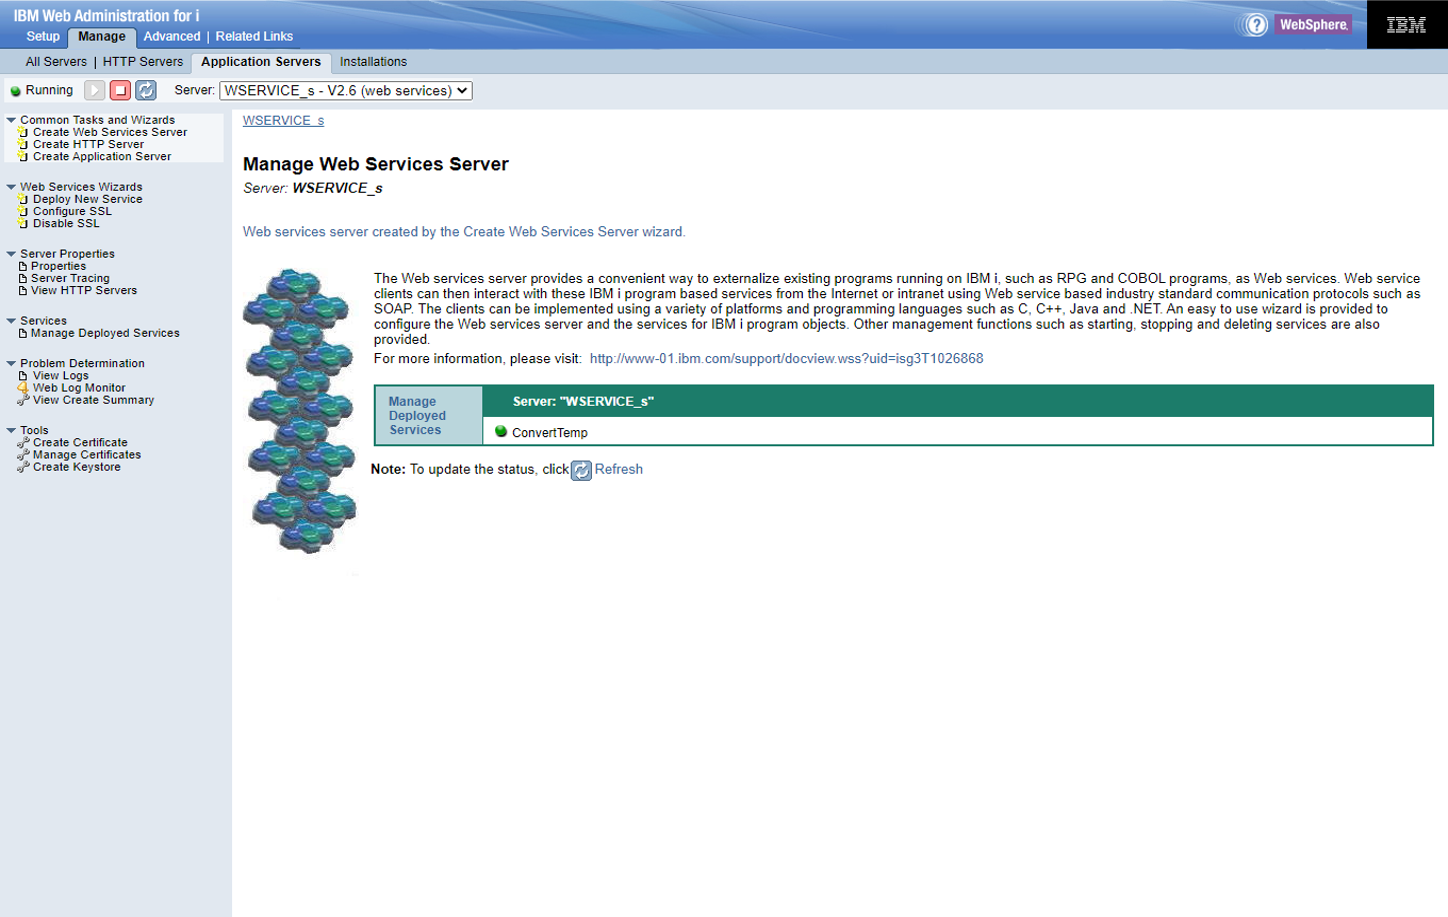 IBM Web Administration for i
Setup Manage Advanced | Related Links
? WebSphere. IBM
All Servers | HTTP Servers Application Servers Installations
Running Server: WSERVICE_s - V2.6 (web services)
Common Tasks and Wizards
Create Web Services Server
Create HTTP Server
Create Application Server
Web Services Wizards
Deploy New Service
Configure SSL
Disable SSL
Server Properties
Properties
Server Tracing
View HTTP Servers
Services
Manage Deployed Services
Problem Determination
View Logs
Web Log Monitor
View Create Summary
Tools
Create Certificate
Manage Certificates
Create Keystore
WSERVICE_s
Manage Web Services Server
Server: WSERVICE_s
Web services server created by the Create Web Services Server wizard.
The Web services server provides a convenient way to externalize existing programs running on IBM i, such as RPG and COBOL programs, as Web services. Web service
clients can then interact with these IBM i program based services from the Internet or intranet using Web service based industry standard communication protocols such as
SOAP. The clients can be implemented using a variety of platforms and programming languages such as C, C++, Java and .NET. An easy to use wizard is provided to
configure the Web services server and the services for IBM i program objects. Other management functions such as starting, stopping and deleting services are also
provided.
For more information, please visit: http://www-01.ibm.com/support/docview.wss?uid=isg3T1026868
Manage
Deployed
Services
Server: "WSERVICE_s"
ConvertTemp
Note: To update the status, click Refresh